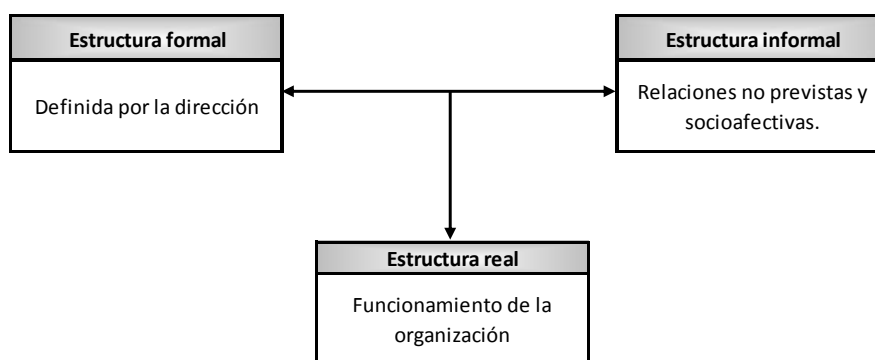 Estructura formal
Definida por la dirección
Estructura informal
Relaciones no previstas y
socioafectivas.
Estructura real
Funcionamiento de la
organización